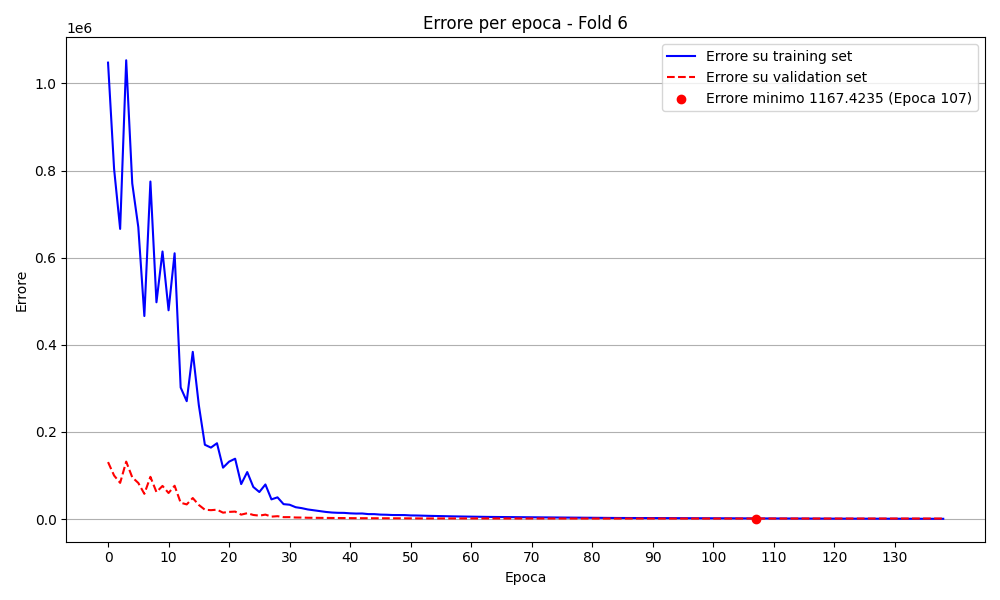 Errore per epoca - Fold 6
1e6
Errore su training set
Errore su validation set
Errore minimo 1167.4235 (Epoca 107)
1.0
0.8
0.6
0.4
0.2
0.0
Errore
0 10 20 30 40 50 60 70 80 90 100 110 120 130
Epoca